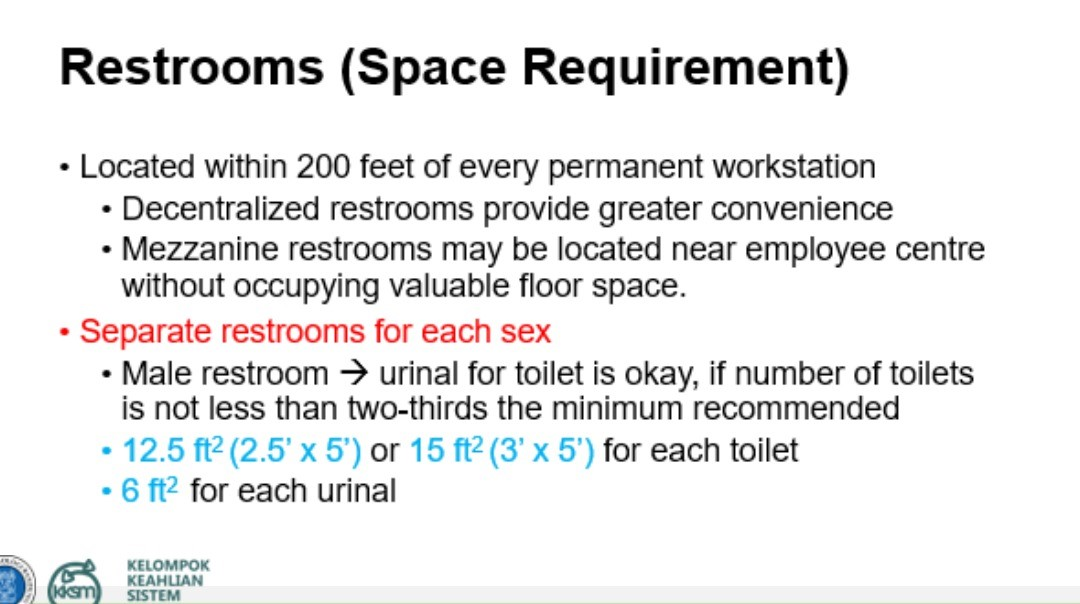 Restrooms (Space Requirement)
• Located within 200 feet of every permanent workstation
• Decentralized restrooms provide greater convenience
• Mezzanine restrooms may be located near employee centre
without occupying valuable floor space.
• Separate restrooms for each sex
• Male restroom → urinal for toilet is okay, if number of toilets
is not less than two-thirds the minimum recommended
• 12.5 ft² (2.5’ x 5’) or 15 ft² (3’ x 5’) for each toilet
• 6 ft² for each urinal
kksm
KELOMPOK
KEAHLIAN
SISTEM